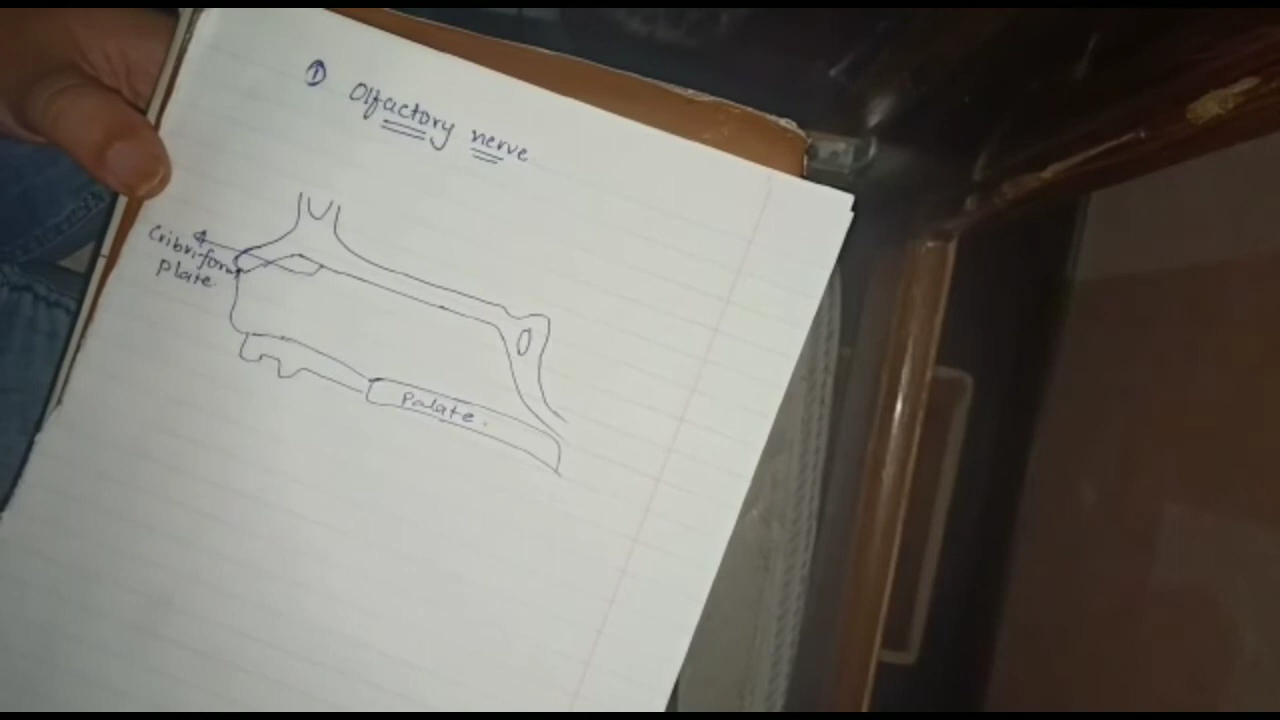 ① Olfactory nerve
Cribriform
plate.
Palate.